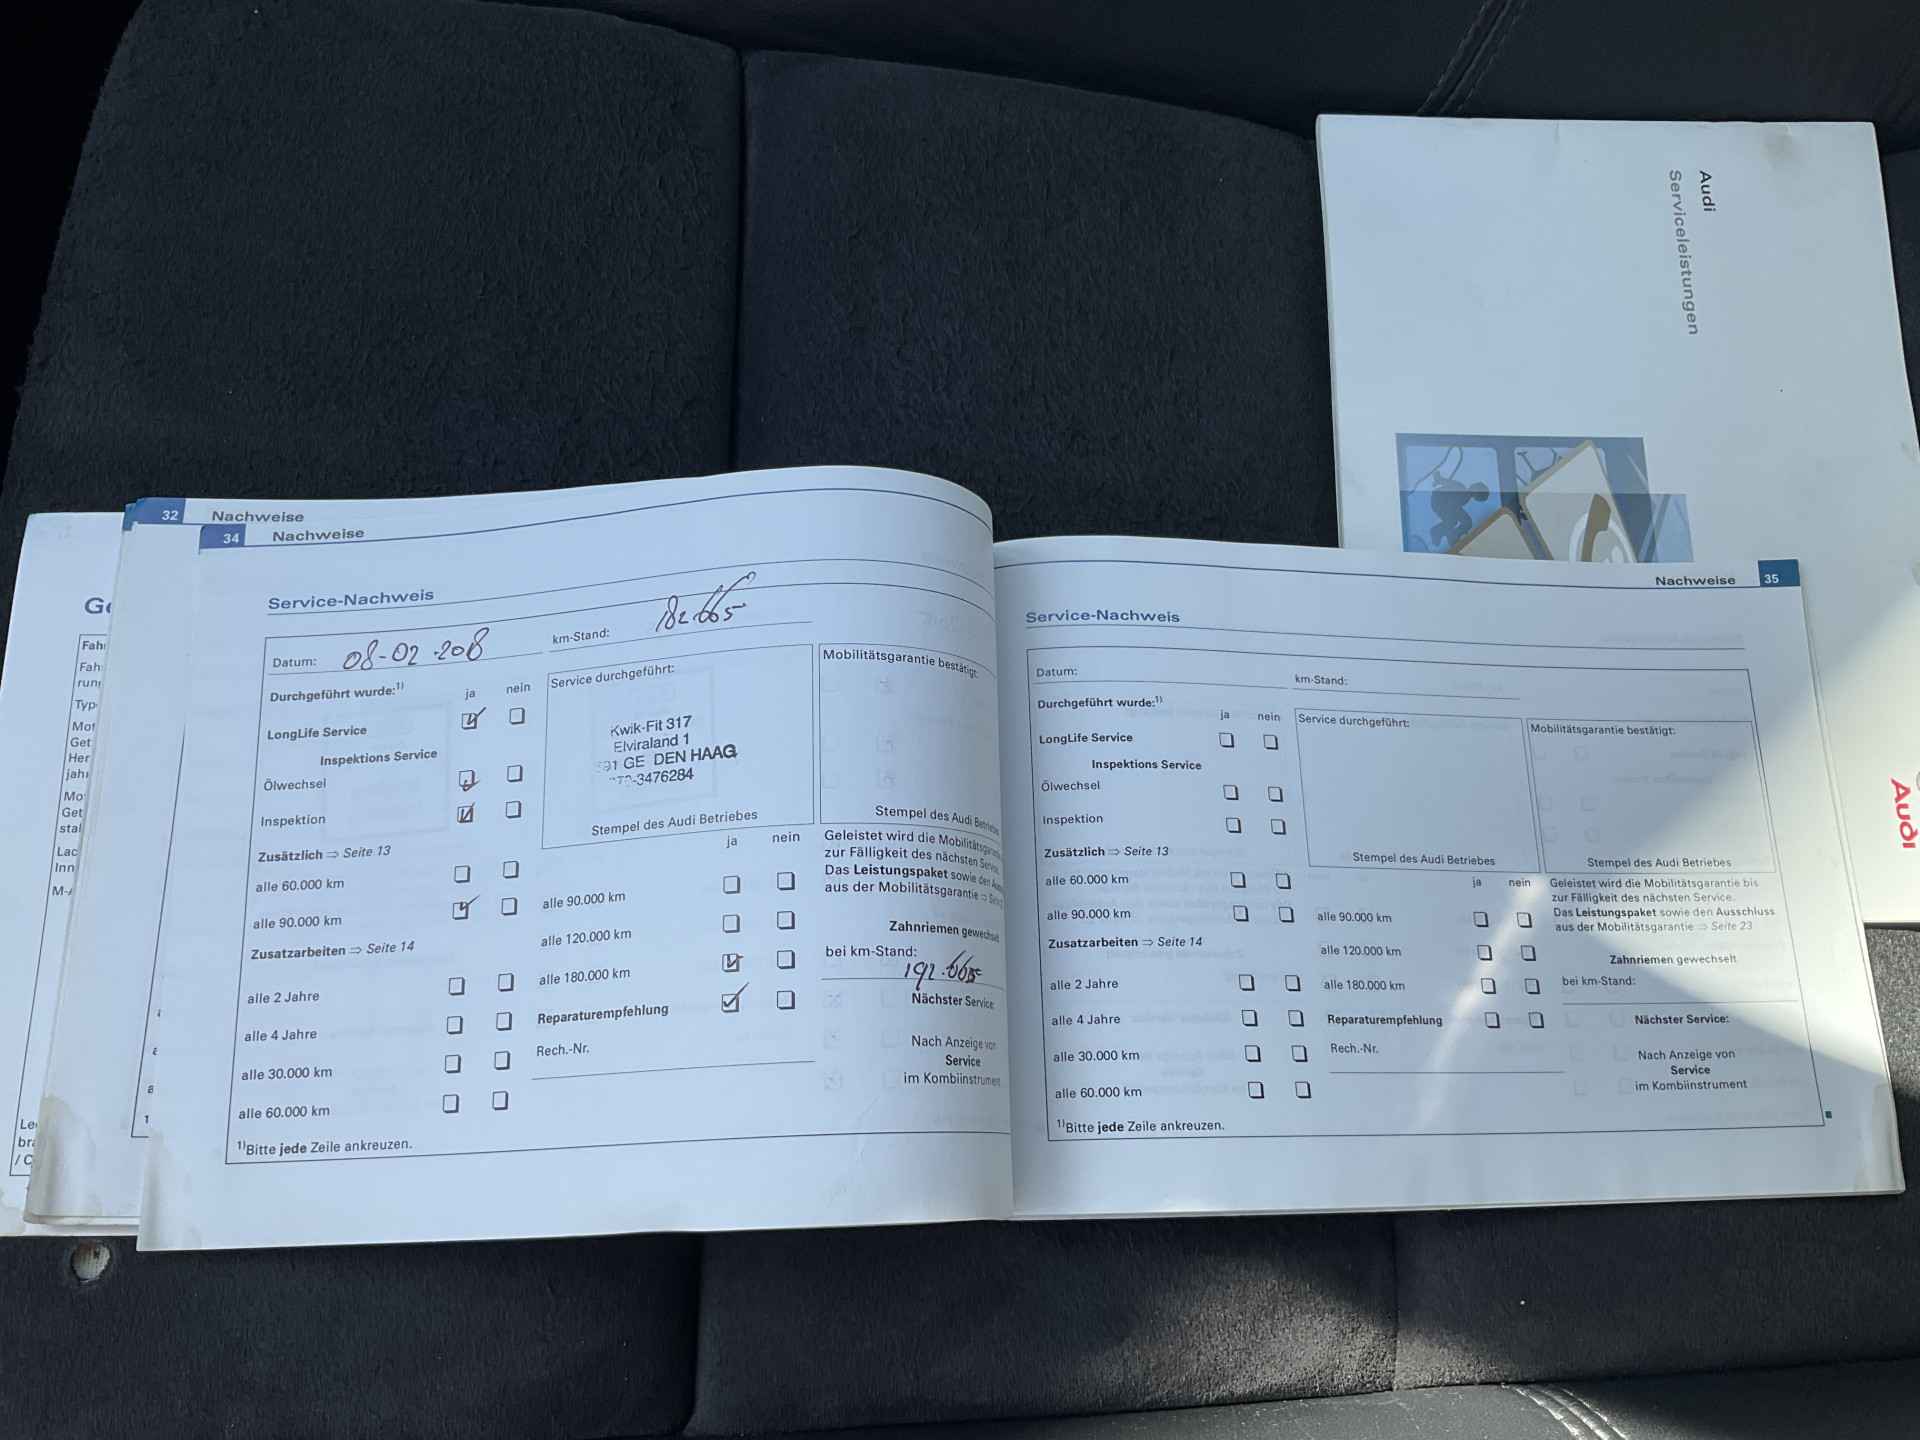 Audi
Serviceleistungen
Audi
32 Nachweise
34 Nachweise
Service-Nachweis
Datum: 08-02-2018
km-Stand: 182.665
Durchgeführt wurde:1)
ja nein
LongLife Service
Inspektions Service
Ölwechsel
Inspektion
Zusätzlich ⇒ Seite 13
alle 60.000 km
alle 90.000 km
Zusatzarbeiten ⇒ Seite 14
alle 2 Jahre
alle 4 Jahre
alle 30.000 km
alle 60.000 km
1)Bitte jede Zeile ankreuzen.
Service durchgeführt:
Kwik-Fit 317
Elviraland 1
GE DEN HAAG
-3476284
Stempel des Audi Betriebes
ja nein
alle 90.000 km
alle 120.000 km
alle 180.000 km
Reparaturempfehlung
Rech.-Nr.
Mobilitätsgarantie bestätigt:
Stempel des Audi Betriebes
Geleistet wird die Mobilitätsgarantie
zur Fälligkeit des nächsten Service.
Das Leistungspaket sowie den
aus der Mobilitätsgarantie ⇒
Zahnriemen gewechselt
bei km-Stand:
192.665
Nächster Service:
Nach Anzeige von
Service
im Kombiinstrument
Nachweise 35
Service-Nachweis
Datum:
km-Stand:
Durchgeführt wurde:1)
ja nein
LongLife Service
Inspektions Service
Ölwechsel
Inspektion
Zusätzlich ⇒ Seite 13
alle 60.000 km
alle 90.000 km
Zusatzarbeiten ⇒ Seite 14
alle 2 Jahre
alle 4 Jahre
alle 30.000 km
alle 60.000 km
1)Bitte jede Zeile ankreuzen.
Service durchgeführt:
Stempel des Audi Betriebes
ja nein
alle 90.000 km
alle 120.000 km
alle 180.000 km
Reparaturempfehlung
Rech.-Nr.
Mobilitätsgarantie bestätigt:
Stempel des Audi Betriebes
Geleistet wird die Mobilitätsgarantie bis
zur Fälligkeit des nächsten Service.
Das Leistungspaket sowie den Ausschluss
aus der Mobilitätsgarantie ⇒ Seite 23
Zahnriemen gewechselt
bei km-Stand:
Nächster Service:
Nach Anzeige von
Service
im Kombiinstrument